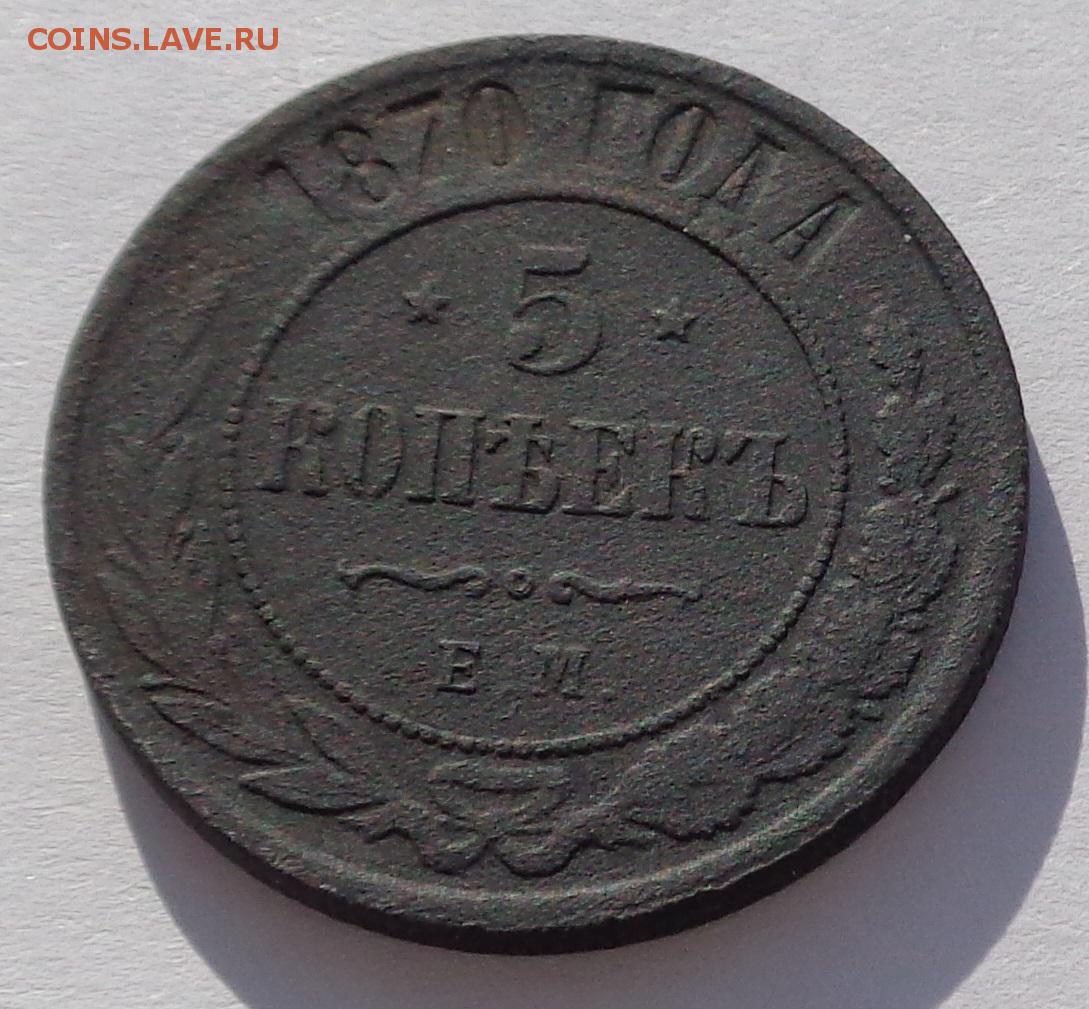 COINS.LAVE.RU
1870 ГОДА
5
КОПѢЕКЪ
Е М.